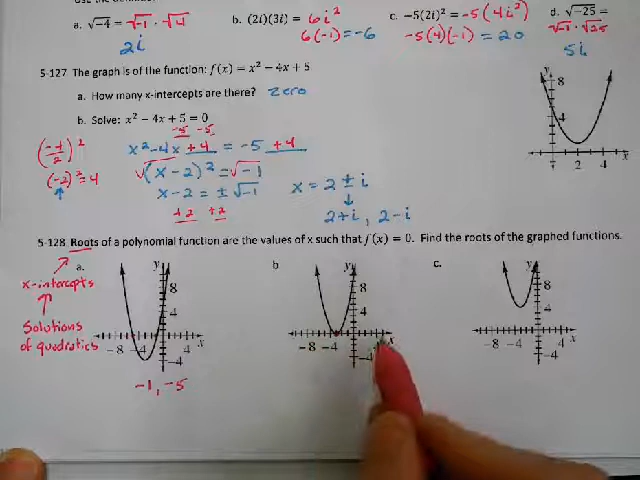 a. √-4 = √-1 · √4
2i
b. (2i)(3i) = 6i²
6(-1) = -6
c. -5(2i)² = -5(4i²)
-5(4)(-1) = 20
d. √-25 =
√-1 · √25
5i
5-127 The graph is of the function: f(x) = x² − 4x + 5
a. How many x-intercepts are there? zero
b. Solve: x² − 4x + 5 = 0
-5 -5
(-4/2)²
x² - 4x +4 = -5 +4
(-2)² = 4
√(x-2)² = √-1
x-2 = ±√-1
+2 +2
x = 2 ± i
2+i, 2-i
8
4
2 4
5-128 Roots of a polynomial function are the values of x such that f(x) = 0. Find the roots of the graphed functions.
x-intercepts
Solutions
of quadratics
a.
y
8
4
-8 -4
x
-4
-1, -5
b
y
8
4
-8 -4
x
-4
c.
y
8
4
-8 -4
x
-4